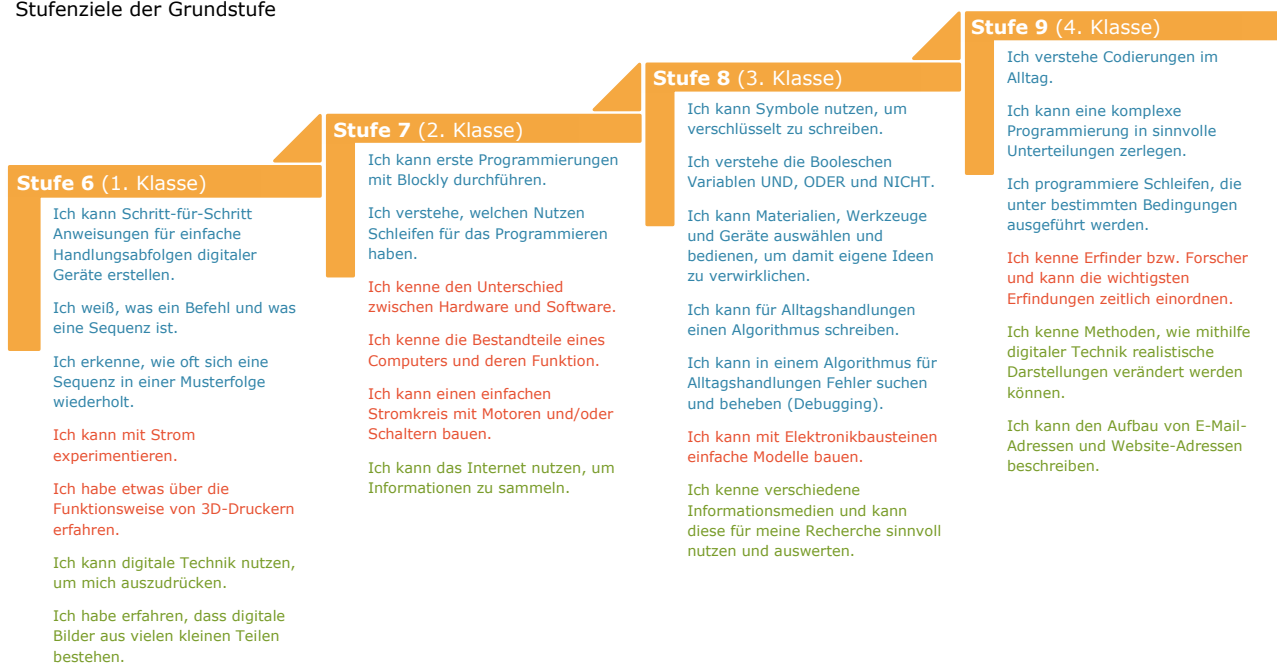 Stufenziele der Grundstufe
Stufe 6 (1. Klasse)
Ich kann Schritt-für-Schritt
Anweisungen für einfache
Handlungsabfolgen digitaler
Geräte erstellen.
Ich weiß, was ein Befehl und was
eine Sequenz ist.
Ich erkenne, wie oft sich eine
Sequenz in einer Musterfolge
wiederholt.
Ich kann mit Strom
experimentieren.
Ich habe etwas über die
Funktionsweise von 3D-Druckern
erfahren.
Ich kann digitale Technik nutzen,
um mich auszudrücken.
Ich habe erfahren, dass digitale
Bilder aus vielen kleinen Teilen
bestehen.
Stufe 7 (2. Klasse)
Ich kann erste Programmierungen
mit Blockly durchführen.
Ich verstehe, welchen Nutzen
Schleifen für das Programmieren
haben.
Ich kenne den Unterschied
zwischen Hardware und Software.
Ich kenne die Bestandteile eines
Computers und deren Funktion.
Ich kann einen einfachen
Stromkreis mit Motoren und/oder
Schaltern bauen.
Ich kann das Internet nutzen, um
Informationen zu sammeln.
Stufe 8 (3. Klasse)
Ich kann Symbole nutzen, um
verschlüsselt zu schreiben.
Ich verstehe die Booleschen
Variablen UND, ODER und NICHT.
Ich kann Materialien, Werkzeuge
und Geräte auswählen und
bedienen, um damit eigene Ideen
zu verwirklichen.
Ich kann für Alltagshandlungen
einen Algorithmus schreiben.
Ich kann in einem Algorithmus für
Alltagshandlungen Fehler suchen
und beheben (Debugging).
Ich kann mit Elektronikbausteinen
einfache Modelle bauen.
Ich kenne verschiedene
Informationsmedien und kann
diese für meine Recherche sinnvoll
nutzen und auswerten.
Stufe 9 (4. Klasse)
Ich verstehe Codierungen im
Alltag.
Ich kann eine komplexe
Programmierung in sinnvolle
Unterteilungen zerlegen.
Ich programmiere Schleifen, die
unter bestimmten Bedingungen
ausgeführt werden.
Ich kenne Erfinder bzw. Forscher
und kann die wichtigsten
Erfindungen zeitlich einordnen.
Ich kenne Methoden, wie mithilfe
digitaler Technik realistische
Darstellungen verändert werden
können.
Ich kann den Aufbau von E-Mail-
Adressen und Website-Adressen
beschreiben.